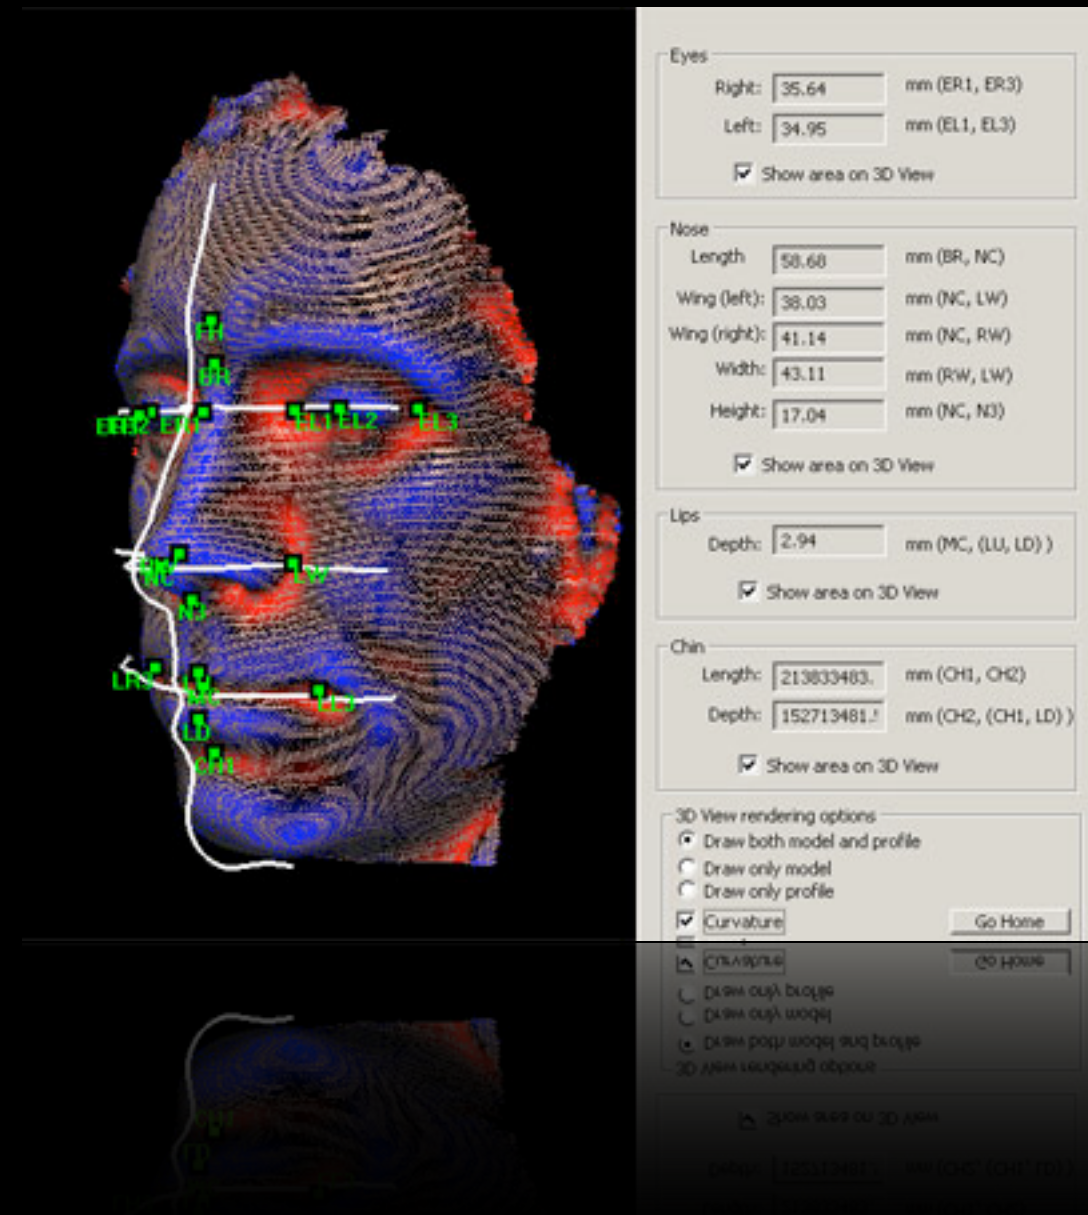 Eyes
Right: 35.64 mm (ER1, ER3)
Left: 34.95 mm (EL1, EL3)
Show area on 3D View
Nose
Length 58.68 mm (BR, NC)
Wing (left): 38.03 mm (NC, LW)
Wing (right): 41.14 mm (NC, RW)
Width: 43.11 mm (RW, LW)
Height: 17.04 mm (NC, N3)
Show area on 3D View
Lips
Depth: 2.94 mm (MC, (LU, LD) )
Show area on 3D View
Chin
Length: 213833483. mm (CH1, CH2)
Depth: 152713481. mm (CH2, (CH1, LD) )
Show area on 3D View
3D View rendering options
Draw both model and profile
Draw only model
Draw only profile
Curvature Go Home
FH
BR
EL1 EL2 EL3
NC LW
N3
LR3
LL3
LD
CH1